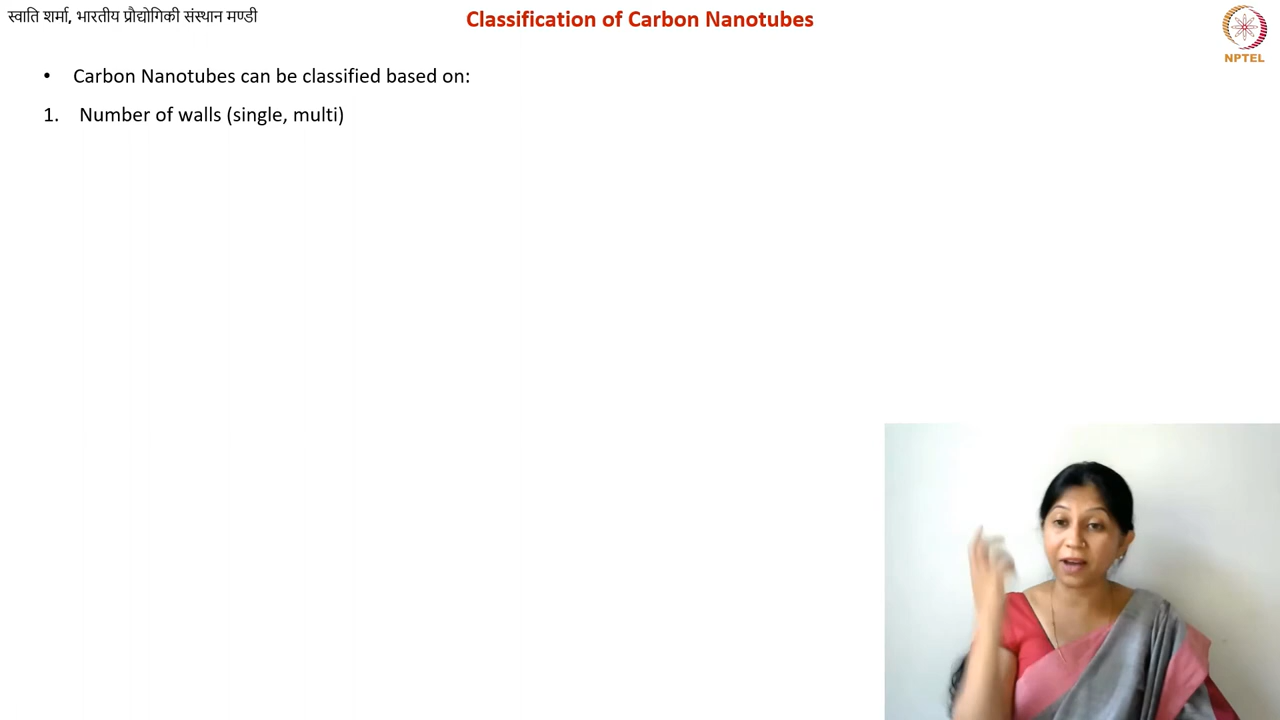 स्वाति शर्मा, भारतीय प्रौद्योगिकी संस्थान मण्डी
Classification of Carbon Nanotubes
NPTEL
• Carbon Nanotubes can be classified based on:
1. Number of walls (single, multi)